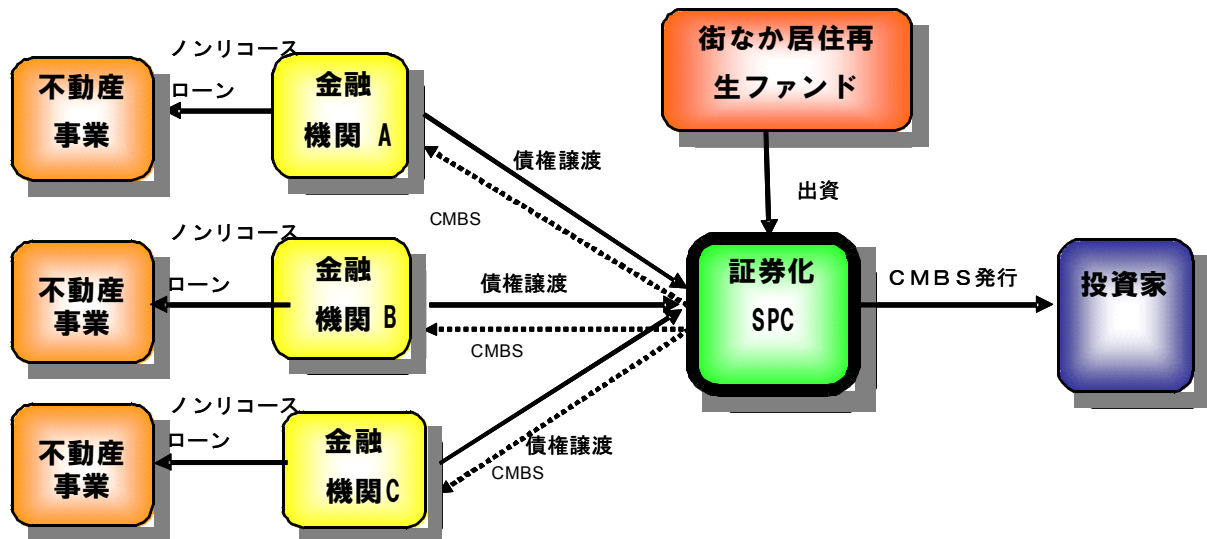 街なか居住再
生ファンド
ノンリコース
ローン
不動産
事業
金融
機関 A
債権譲渡
CMBS
出資
ノンリコース
ローン
不動産
事業
金融
機関 B
債権譲渡
CMBS
証券化
SPC
ＣＭＢＳ発行
投資家
ノンリコース
ローン
不動産
事業
金融
機関C
債権譲渡
CMBS